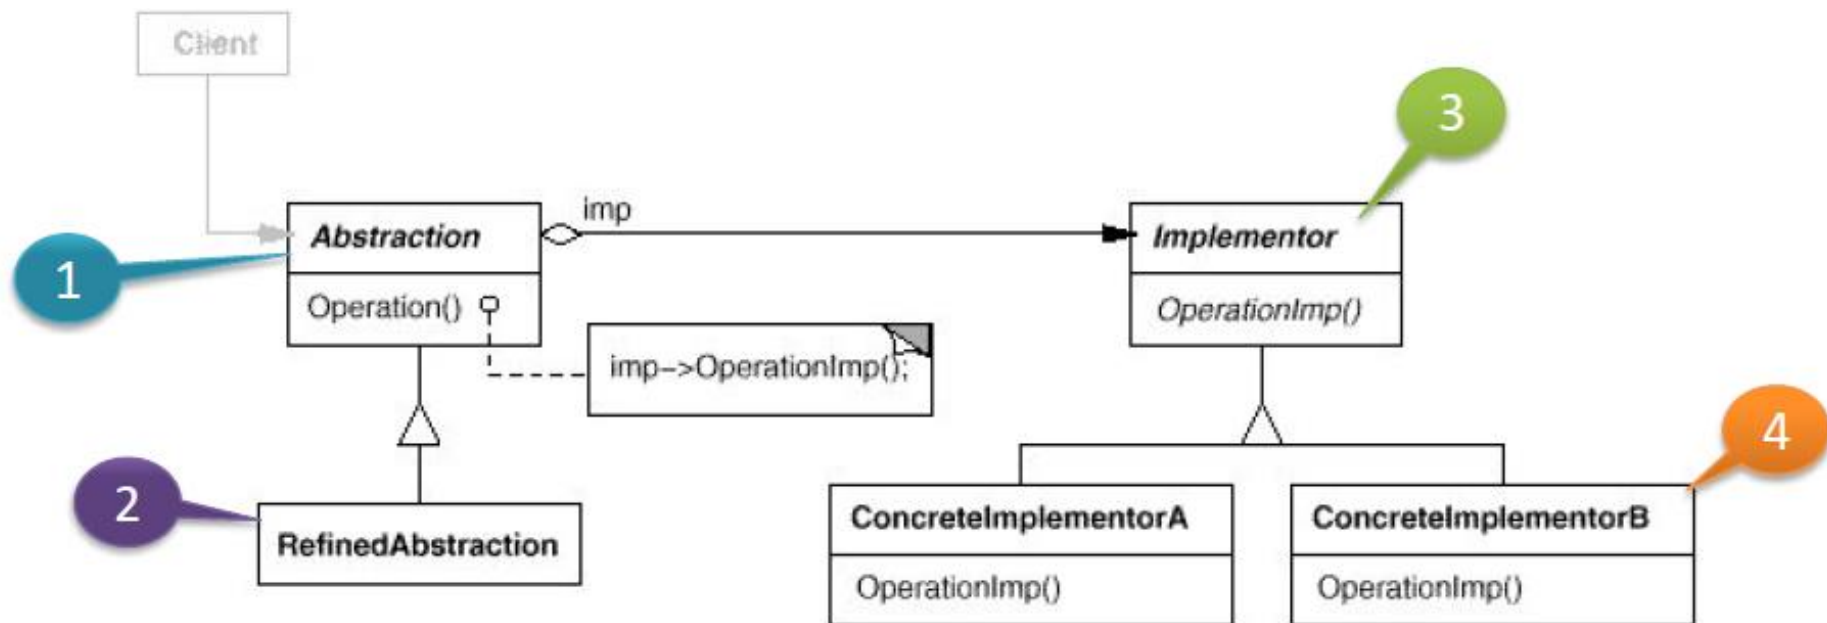 Client
3
imp
Abstraction
Implementor
1
Operation()
OperationImp()
imp->OperationImp();
4
2
RefinedAbstraction
ConcreteImplementorA
ConcreteImplementorB
OperationImp()
OperationImp()